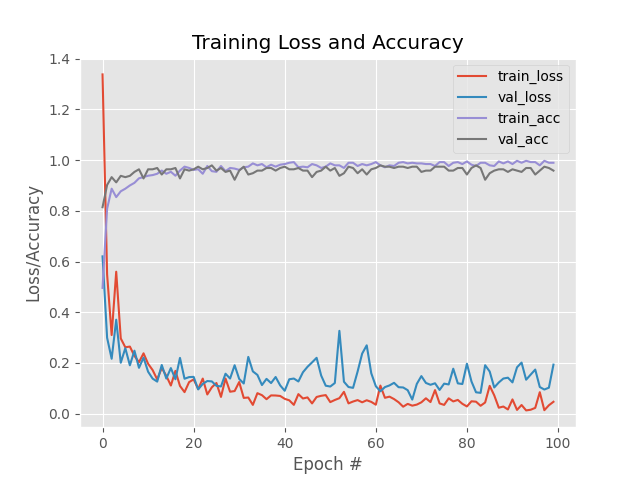 Training Loss and Accuracy
1.4
1.2
1.0
0.8
0.6
0.4
0.2
0.0
Loss/Accuracy
train_loss
val_loss
train_acc
val_acc
0 20 40 60 80 100
Epoch #